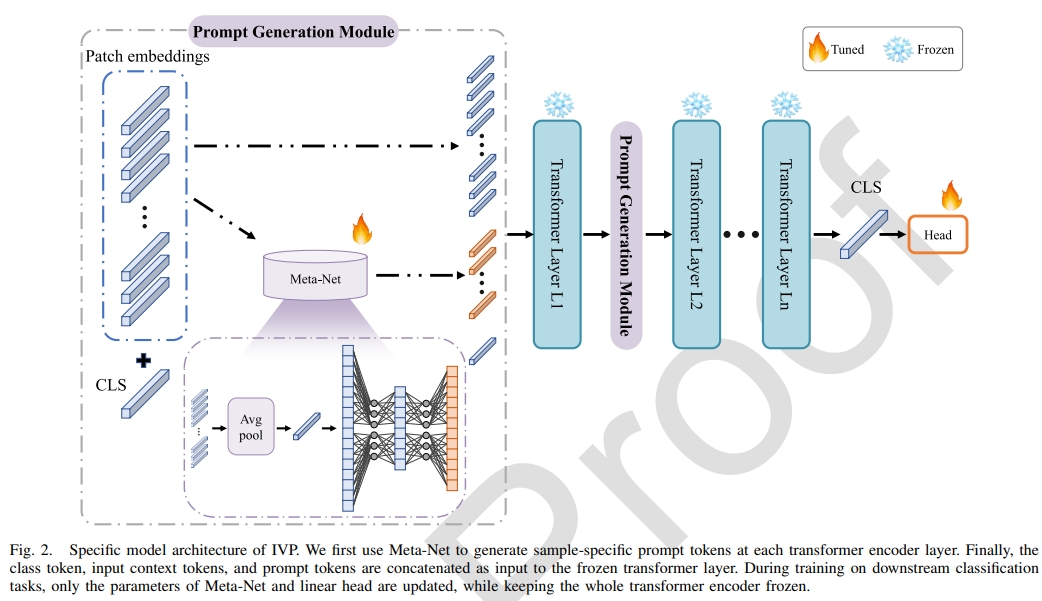 Prompt Generation Module
Patch embeddings
Tuned
Frozen
Transformer Layer L1
Prompt Generation Module
Transformer Layer L2
Transformer Layer Ln
CLS
Head
Meta-Net
CLS
Avg
pool
Proof
Fig. 2. Specific model architecture of IVP. We first use Meta-Net to generate sample-specific prompt tokens at each transformer encoder layer. Finally, the
class token, input context tokens, and prompt tokens are concatenated as input to the frozen transformer layer. During training on downstream classification
tasks, only the parameters of Meta-Net and linear head are updated, while keeping the whole transformer encoder frozen.